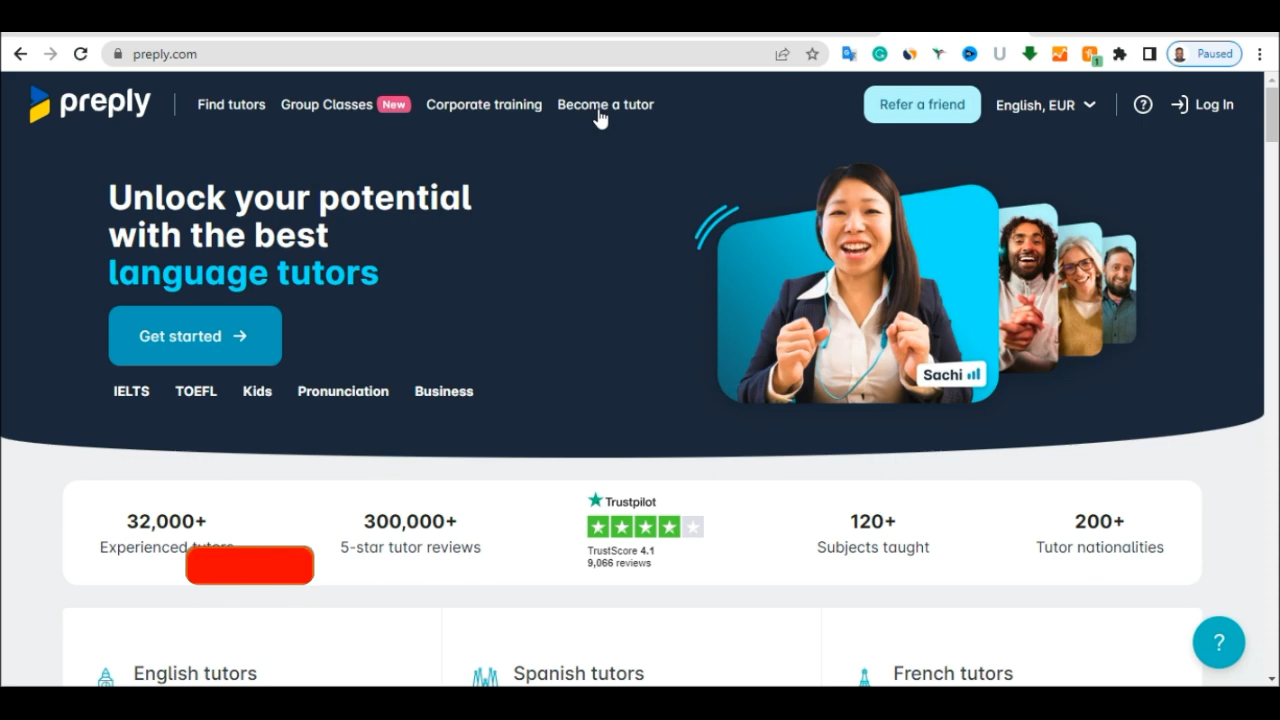 preply.com
Paused
1
preply
Find tutors
Group Classes New
Corporate training
Become a tutor
Refer a friend
English, EUR
?
Log In
Unlock your potential
with the best
language tutors
Get started →
IELTS TOEFL Kids Pronunciation Business
Sachi
32,000+
Experienced tutors
300,000+
5-star tutor reviews
Trustpilot
TrustScore 4.1
9,066 reviews
120+
Subjects taught
200+
Tutor nationalities
English tutors
Spanish tutors
French tutors
?